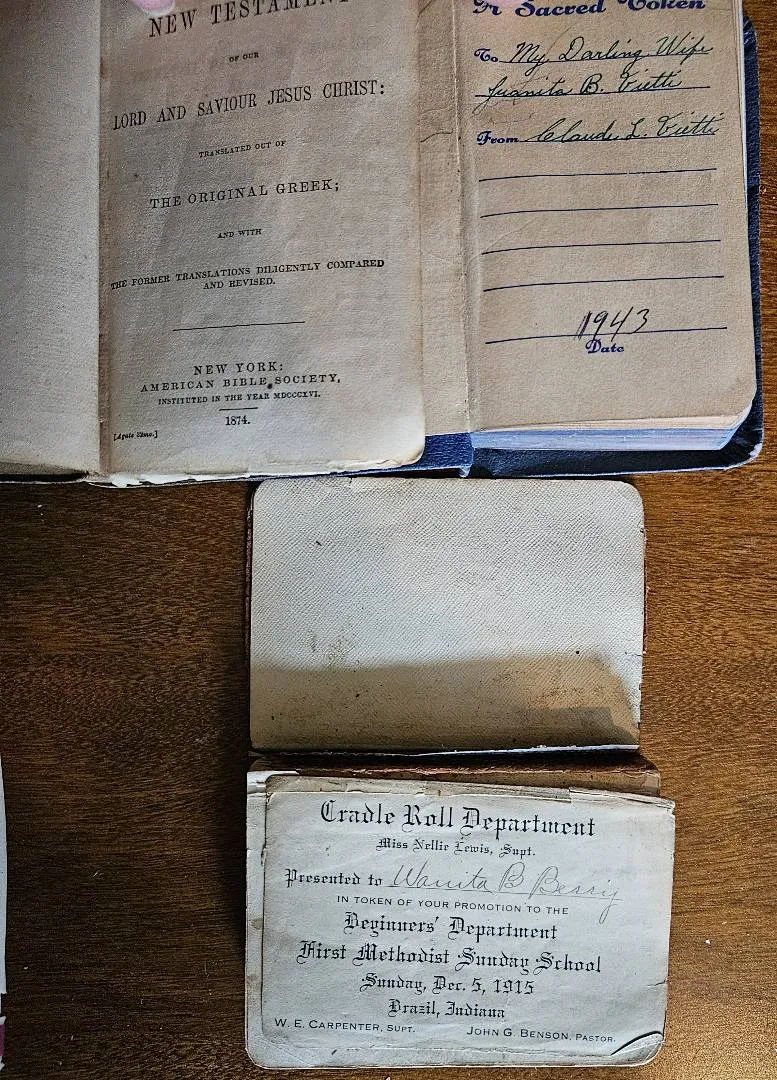 NEW TESTAMENT
OF OUR
LORD AND SAVIOUR JESUS CHRIST:
TRANSLATED OUT OF
THE ORIGINAL GREEK;
AND WITH
THE FORMER TRANSLATIONS DILIGENTLY COMPARED
AND REVISED.
NEW YORK:
AMERICAN BIBLE SOCIETY,
INSTITUTED IN THE YEAR MDCCCXVI.
1874.
[Agate 32mo.]
A Sacred Token
To My Darling Wife
Juanita B. Vietti
From Claude L. Vietti
1943
Date
Cradle Roll Department
Miss Nellie Lewis, Supt.
Presented to Wanita B Berry
IN TOKEN OF YOUR PROMOTION TO THE
Beginners' Department
First Methodist Sunday School
Sunday, Dec. 5, 1915
Brazil, Indiana
W. E. CARPENTER, SUPT. JOHN G. BENSON, PASTOR.